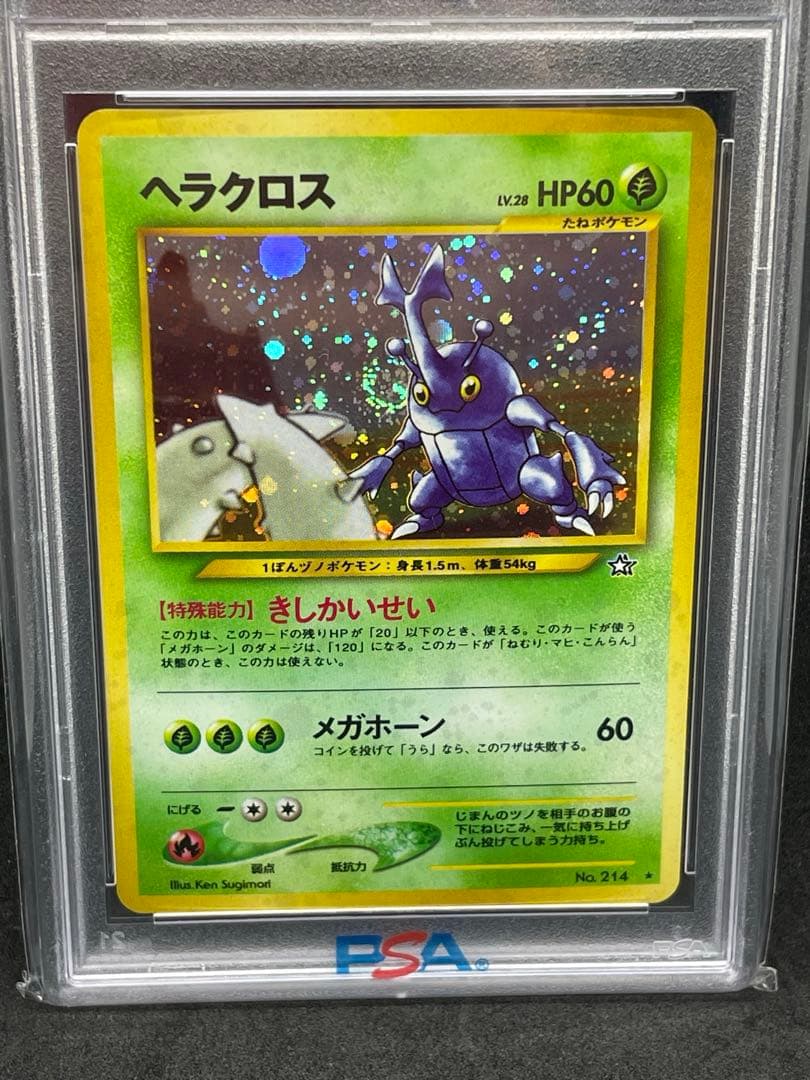 ヘラクロス
LV.28 HP60
たねポケモン
1ぽんヅノポケモン:身長1.5m、体重54kg
【特殊能力】きしかいせい
この力は、このカードの残りHPが「20」以下のとき、使える。このカードが使う
「メガホーン」のダメージは、「120」になる。このカードが「ねむり・マヒ・こんらん」
状態のとき、この力は使えない。
メガホーン 60
コインを投げて「うら」なら、このワザは失敗する。
にげる
じまんのツノを相手のお腹の
下にねじこみ、一気に持ち上げ
ぶん投げてしまう力持ち。
弱点 抵抗力
Illus.Ken Sugimori
No. 214 ★
PSA®